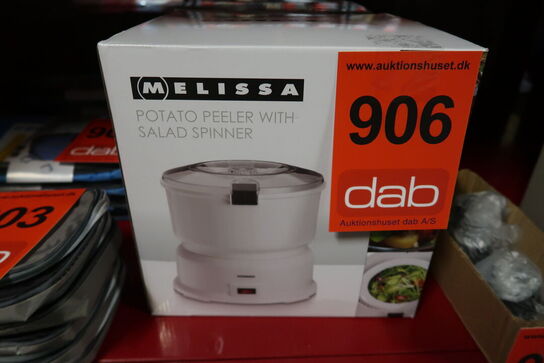 MELISSA
POTATO PEELER WITH
SALAD SPINNER
www.auktionshuset.dk
906
dab
Auktionshuset dab A/S
03
dab